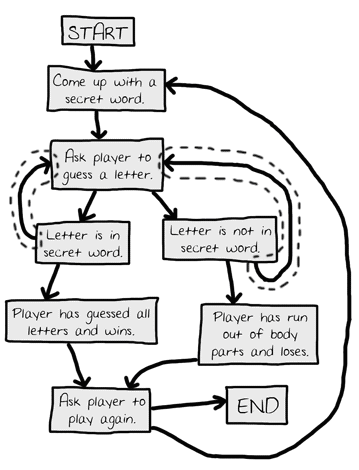 START
Come up with a
secret word.
Ask player to
guess a letter.
Letter is in
secret word.
Letter is not in
secret word.
Player has guessed all
letters and wins.
Player has run
out of body
parts and loses.
Ask player to
play again.
END